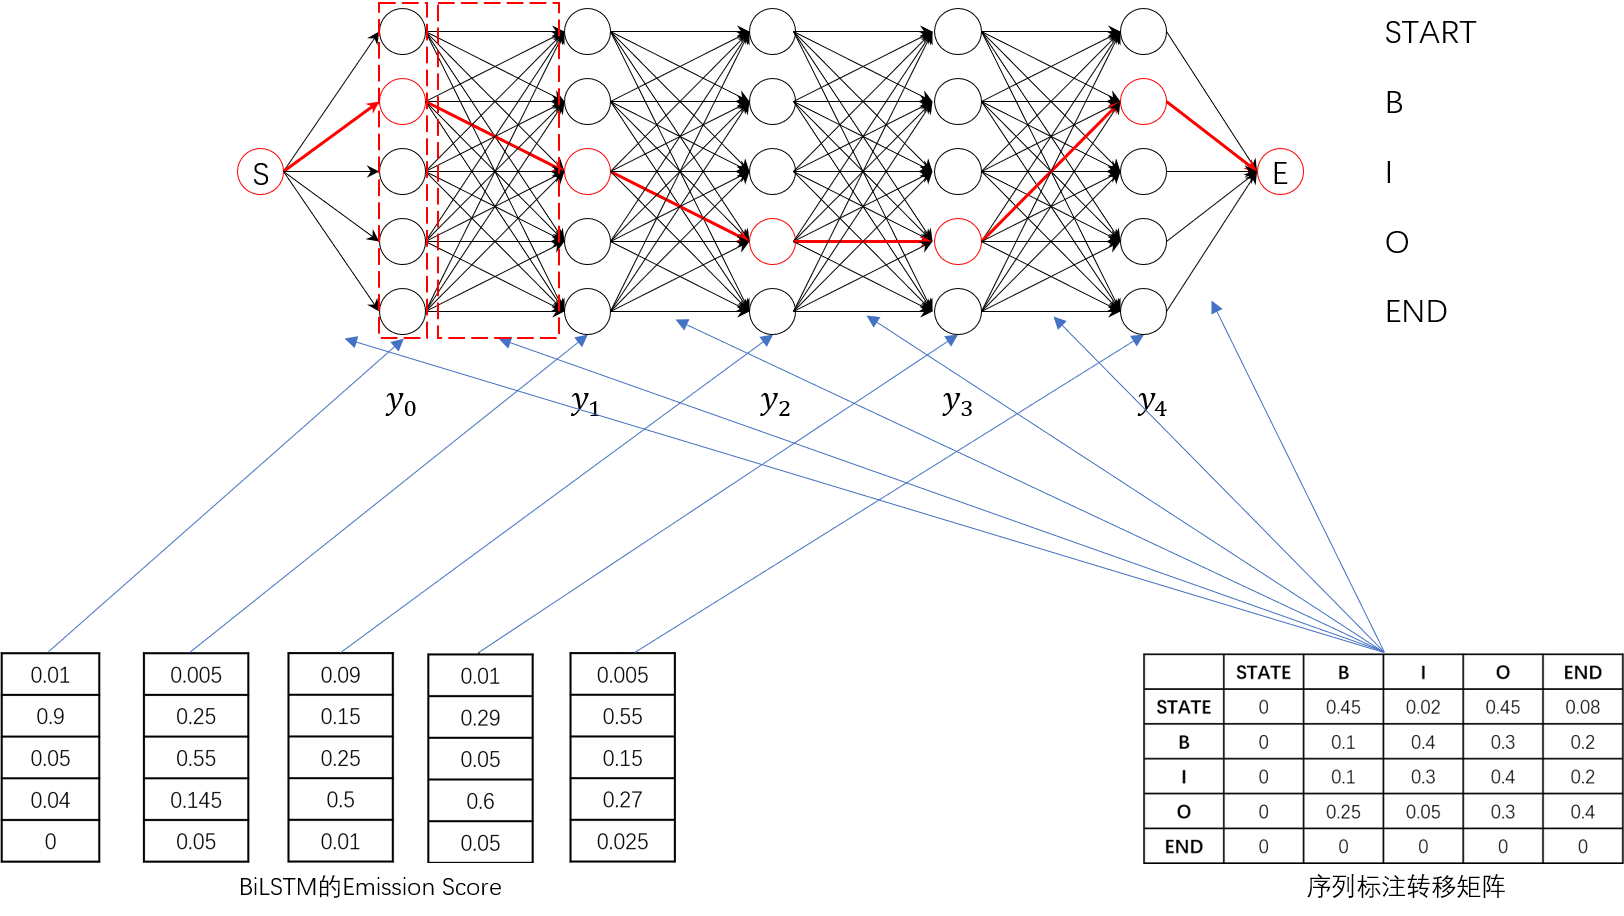 START
B
S
E
I
O
END
y0
y1
y2
y3
y4
0.01 0.005 0.09 0.01 0.005
0.9 0.25 0.15 0.29 0.55
0.05 0.55 0.25 0.05 0.15
0.04 0.145 0.5 0.6 0.27
0 0.05 0.01 0.05 0.025
BiLSTM的Emission Score
STATE B I O END
STATE 0 0.45 0.02 0.45 0.08
B 0 0.1 0.4 0.3 0.2
I 0 0.1 0.3 0.4 0.2
O 0 0.25 0.05 0.3 0.4
END 0 0 0 0 0
序列标注转移矩阵